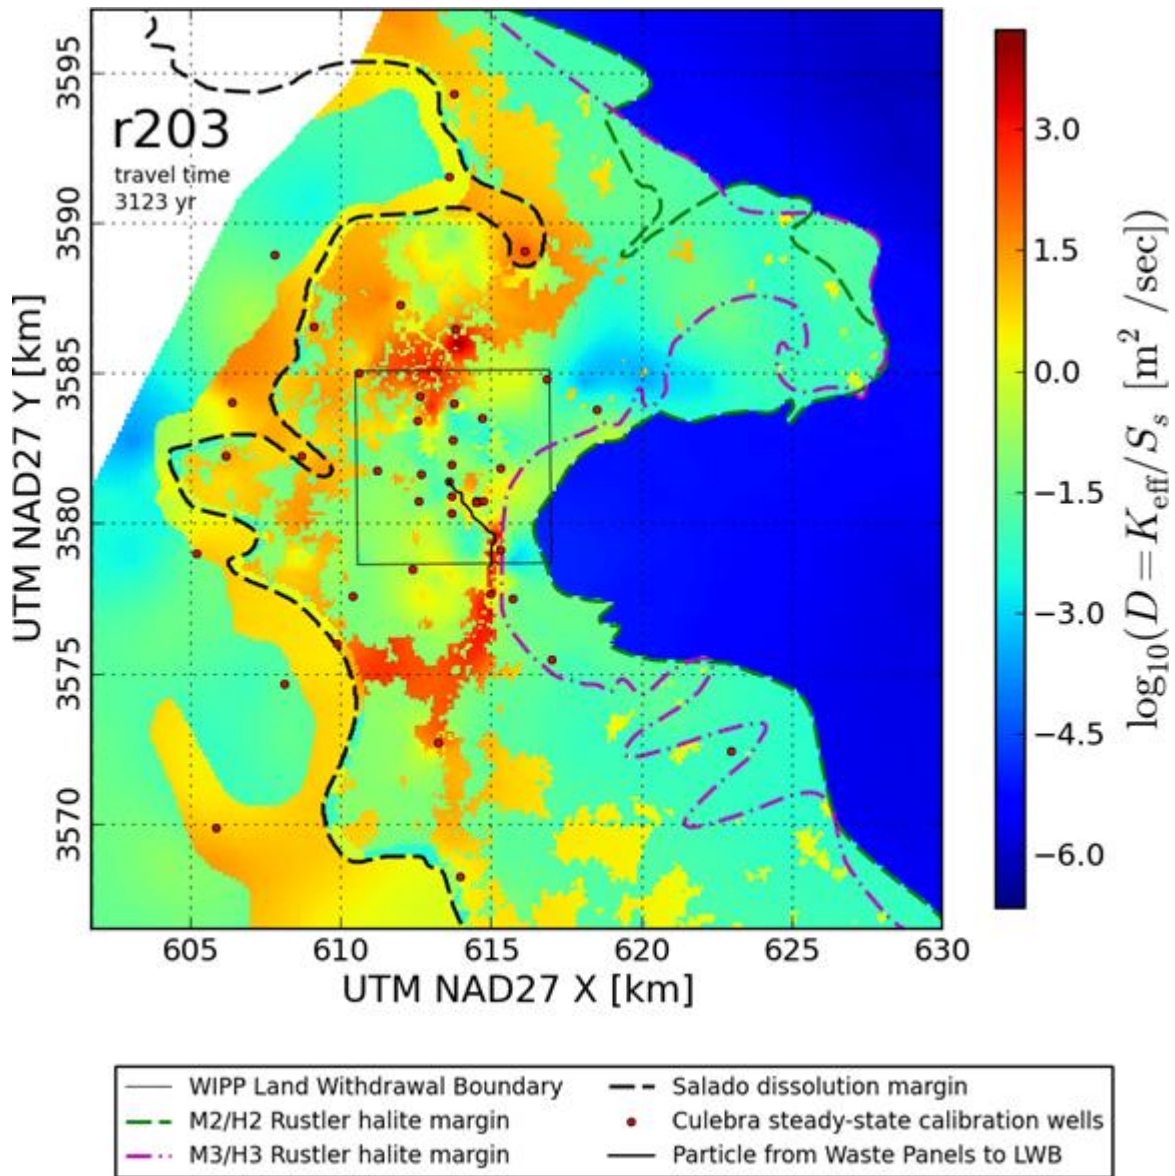 r203
travel time
3123 yr
3595
3590
3585
3580
3575
3570
UTM NAD27 Y [km]
605 610 615 620 625 630
UTM NAD27 X [km]
3.0
1.5
0.0
−1.5
−3.0
−4.5
−6.0
log₁₀(D = K_eff/S_s [m²/sec])
WIPP Land Withdrawal Boundary
M2/H2 Rustler halite margin
M3/H3 Rustler halite margin
Salado dissolution margin
Culebra steady-state calibration wells
Particle from Waste Panels to LWB